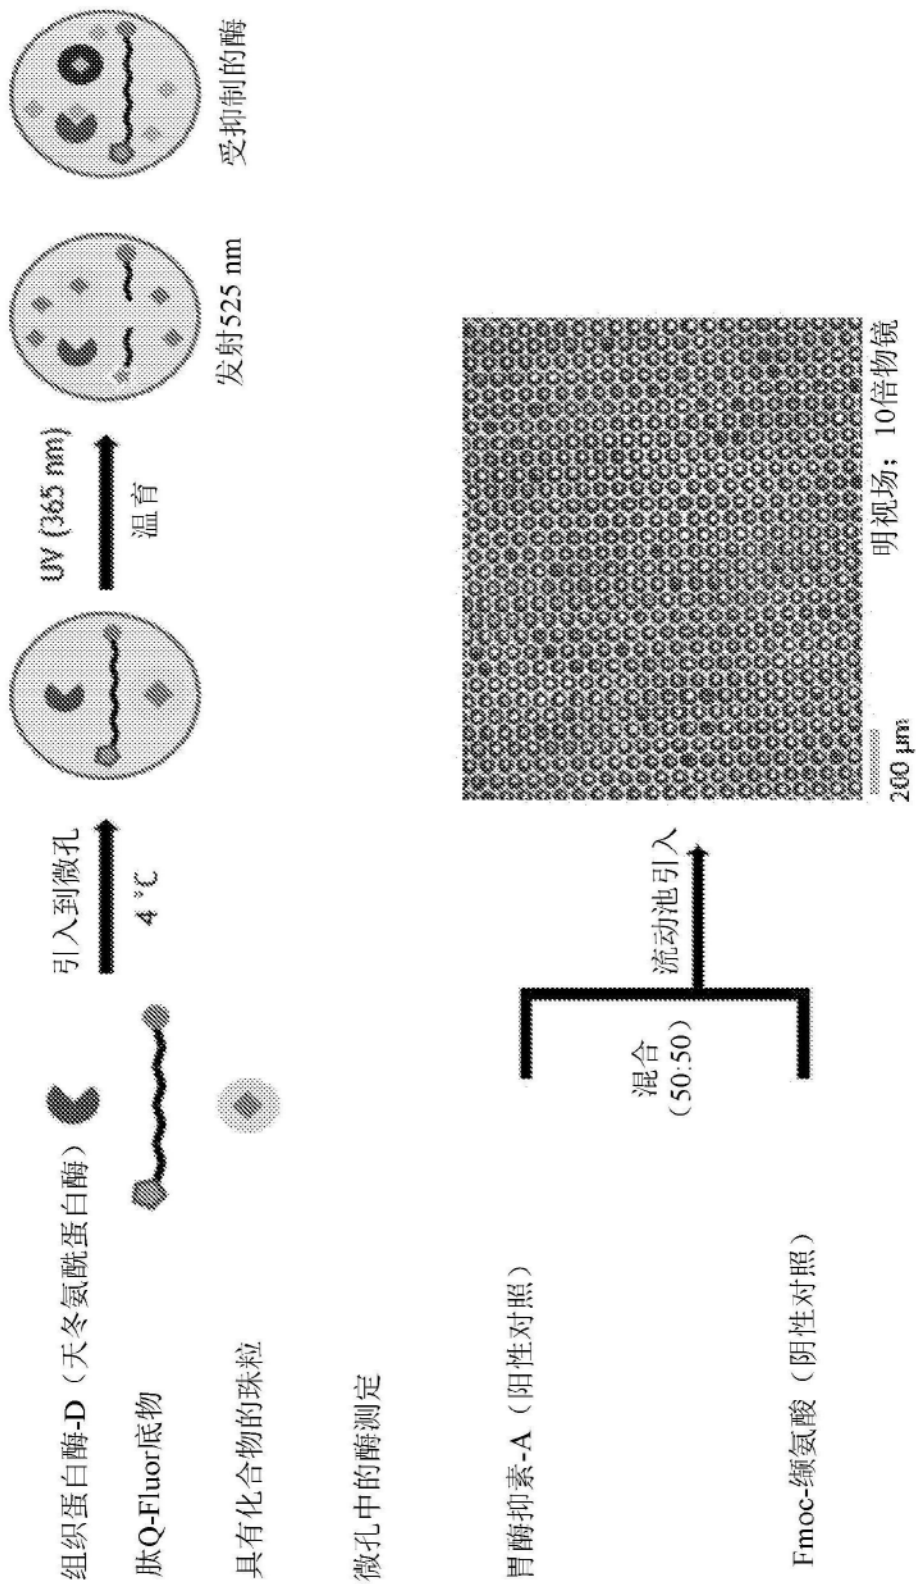 组织蛋白酶-D（天冬氨酰蛋白酶）
肽Q-Fluor底物
具有化合物的珠粒
引入到微孔
4 °C
UV (365 nm)
温育
发射525 nm
受抑制的酶
微孔中的酶测定
胃酶抑素-A（阳性对照）
Fmoc-缬氨酸（阴性对照）
混合
（50:50）
流动池引入
200 μm
明视场；10倍物镜